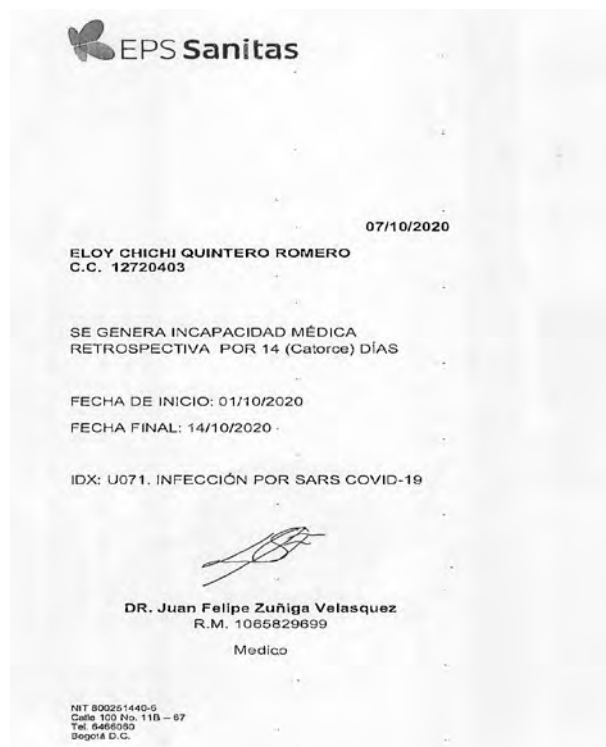 EPS Sanitas
07/10/2020
ELOY CHICHI QUINTERO ROMERO
C.C. 12720403
SE GENERA INCAPACIDAD MÉDICA
RETROSPECTIVA POR 14 (Catorce) DÍAS
FECHA DE INICIO: 01/10/2020
FECHA FINAL: 14/10/2020
IDX: U071. INFECCIÓN POR SARS COVID-19
DR. Juan Felipe Zuñiga Velasquez
R.M. 1065829699
Medico
NIT 800251440-6
Calle 100 No. 11B – 67
Tel. 6466060
Bogotá D.C.